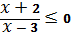 x + 2
x − 3 ≤ 0